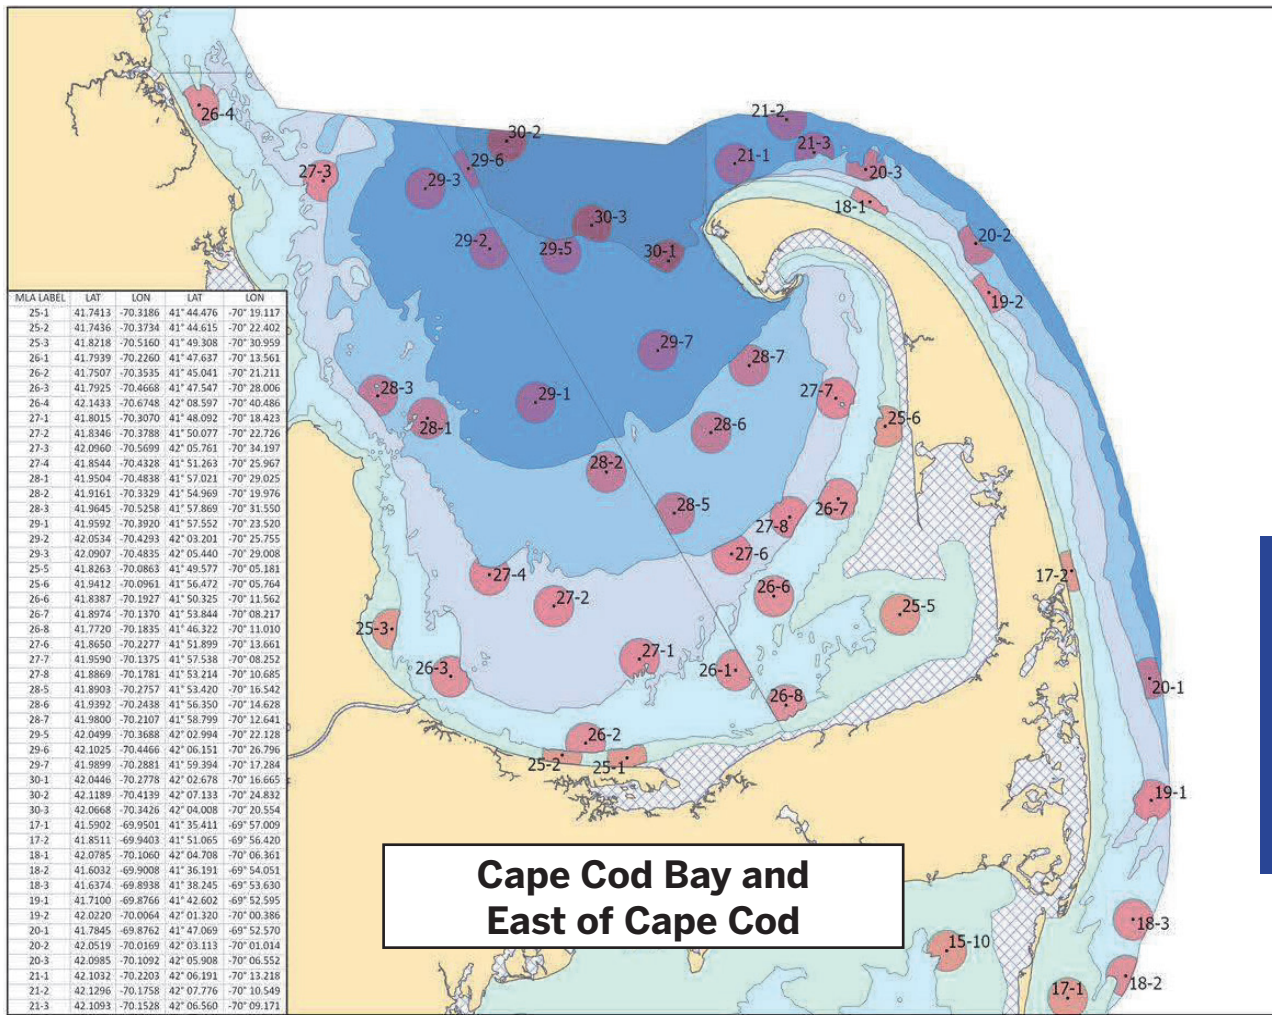 21-2
26-4
30-2
21-3
21-1
29-6
27-3
20-3
29-3
18-1
30-3
20-2
29-2
29-5
30-1
19-2
29-7
28-7
28-3
27-7
29-1
28-1
28-6
25-6
28-2
28-5
26-7
27-8
27-6
27-4
17-2
26-6
27-2
25-5
25-3
27-1
26-3
26-1
20-1
26-8
26-2
25-2
25-1
19-1
18-3
15-10
18-2
17-1
MLA LABEL LAT LON LAT LON
25-1 41.7413 -70.3186 41° 44.476 -70° 19.117
25-2 41.7436 -70.3734 41° 44.615 -70° 22.402
25-3 41.8218 -70.5160 41° 49.308 -70° 30.959
26-1 41.7939 -70.2260 41° 47.637 -70° 13.561
26-2 41.7507 -70.3535 41° 45.041 -70° 21.211
26-3 41.7925 -70.4668 41° 47.547 -70° 28.006
26-4 42.1433 -70.6748 42° 08.597 -70° 40.486
27-1 41.8015 -70.3070 41° 48.092 -70° 18.423
27-2 41.8346 -70.3788 41° 50.077 -70° 22.726
27-3 42.0960 -70.5699 42° 05.761 -70° 34.197
27-4 41.8544 -70.4328 41° 51.263 -70° 25.967
28-1 41.9504 -70.4838 41° 57.021 -70° 29.025
28-2 41.9161 -70.3329 41° 54.969 -70° 19.976
28-3 41.9645 -70.5258 41° 57.869 -70° 31.550
29-1 41.9592 -70.3920 41° 57.552 -70° 23.520
29-2 42.0534 -70.4293 42° 03.201 -70° 25.755
29-3 42.0907 -70.4835 42° 05.440 -70° 29.008
25-5 41.8263 -70.0863 41° 49.577 -70° 05.181
25-6 41.9412 -70.0961 41° 56.472 -70° 05.764
26-6 41.8387 -70.1927 41° 50.325 -70° 11.562
26-7 41.8974 -70.1370 41° 53.844 -70° 08.217
26-8 41.7720 -70.1835 41° 46.322 -70° 11.010
27-6 41.8650 -70.2277 41° 51.899 -70° 13.661
27-7 41.9590 -70.1375 41° 57.538 -70° 08.252
27-8 41.8869 -70.1781 41° 53.214 -70° 10.685
28-5 41.8903 -70.2757 41° 53.420 -70° 16.542
28-6 41.9392 -70.2438 41° 56.350 -70° 14.628
28-7 41.9800 -70.2107 41° 58.799 -70° 12.641
29-5 42.0499 -70.3688 42° 02.994 -70° 22.128
29-6 42.1025 -70.4466 42° 06.151 -70° 26.796
29-7 41.9899 -70.2881 41° 59.394 -70° 17.284
30-1 42.0446 -70.2778 42° 02.678 -70° 16.665
30-2 42.1189 -70.4139 42° 07.133 -70° 24.832
30-3 42.0668 -70.3426 42° 04.008 -70° 20.554
17-1 41.5902 -69.9501 41° 35.411 -69° 57.009
17-2 41.8511 -69.9403 41° 51.065 -69° 56.420
18-1 42.0785 -70.1060 42° 04.708 -70° 06.361
18-2 41.6032 -69.9008 41° 36.191 -69° 54.051
18-3 41.6374 -69.8938 41° 38.245 -69° 53.630
19-1 41.7100 -69.8766 41° 42.602 -69° 52.595
19-2 42.0220 -70.0064 42° 01.320 -70° 00.386
20-1 41.7845 -69.8762 41° 47.069 -69° 52.570
20-2 42.0519 -70.0169 42° 03.113 -70° 01.014
20-3 42.0985 -70.1092 42° 05.908 -70° 06.552
21-1 42.1032 -70.2203 42° 06.191 -70° 13.218
21-2 42.1296 -70.1758 42° 07.776 -70° 10.549
21-3 42.1093 -70.1528 42° 06.560 -70° 09.171
Cape Cod Bay and
East of Cape Cod